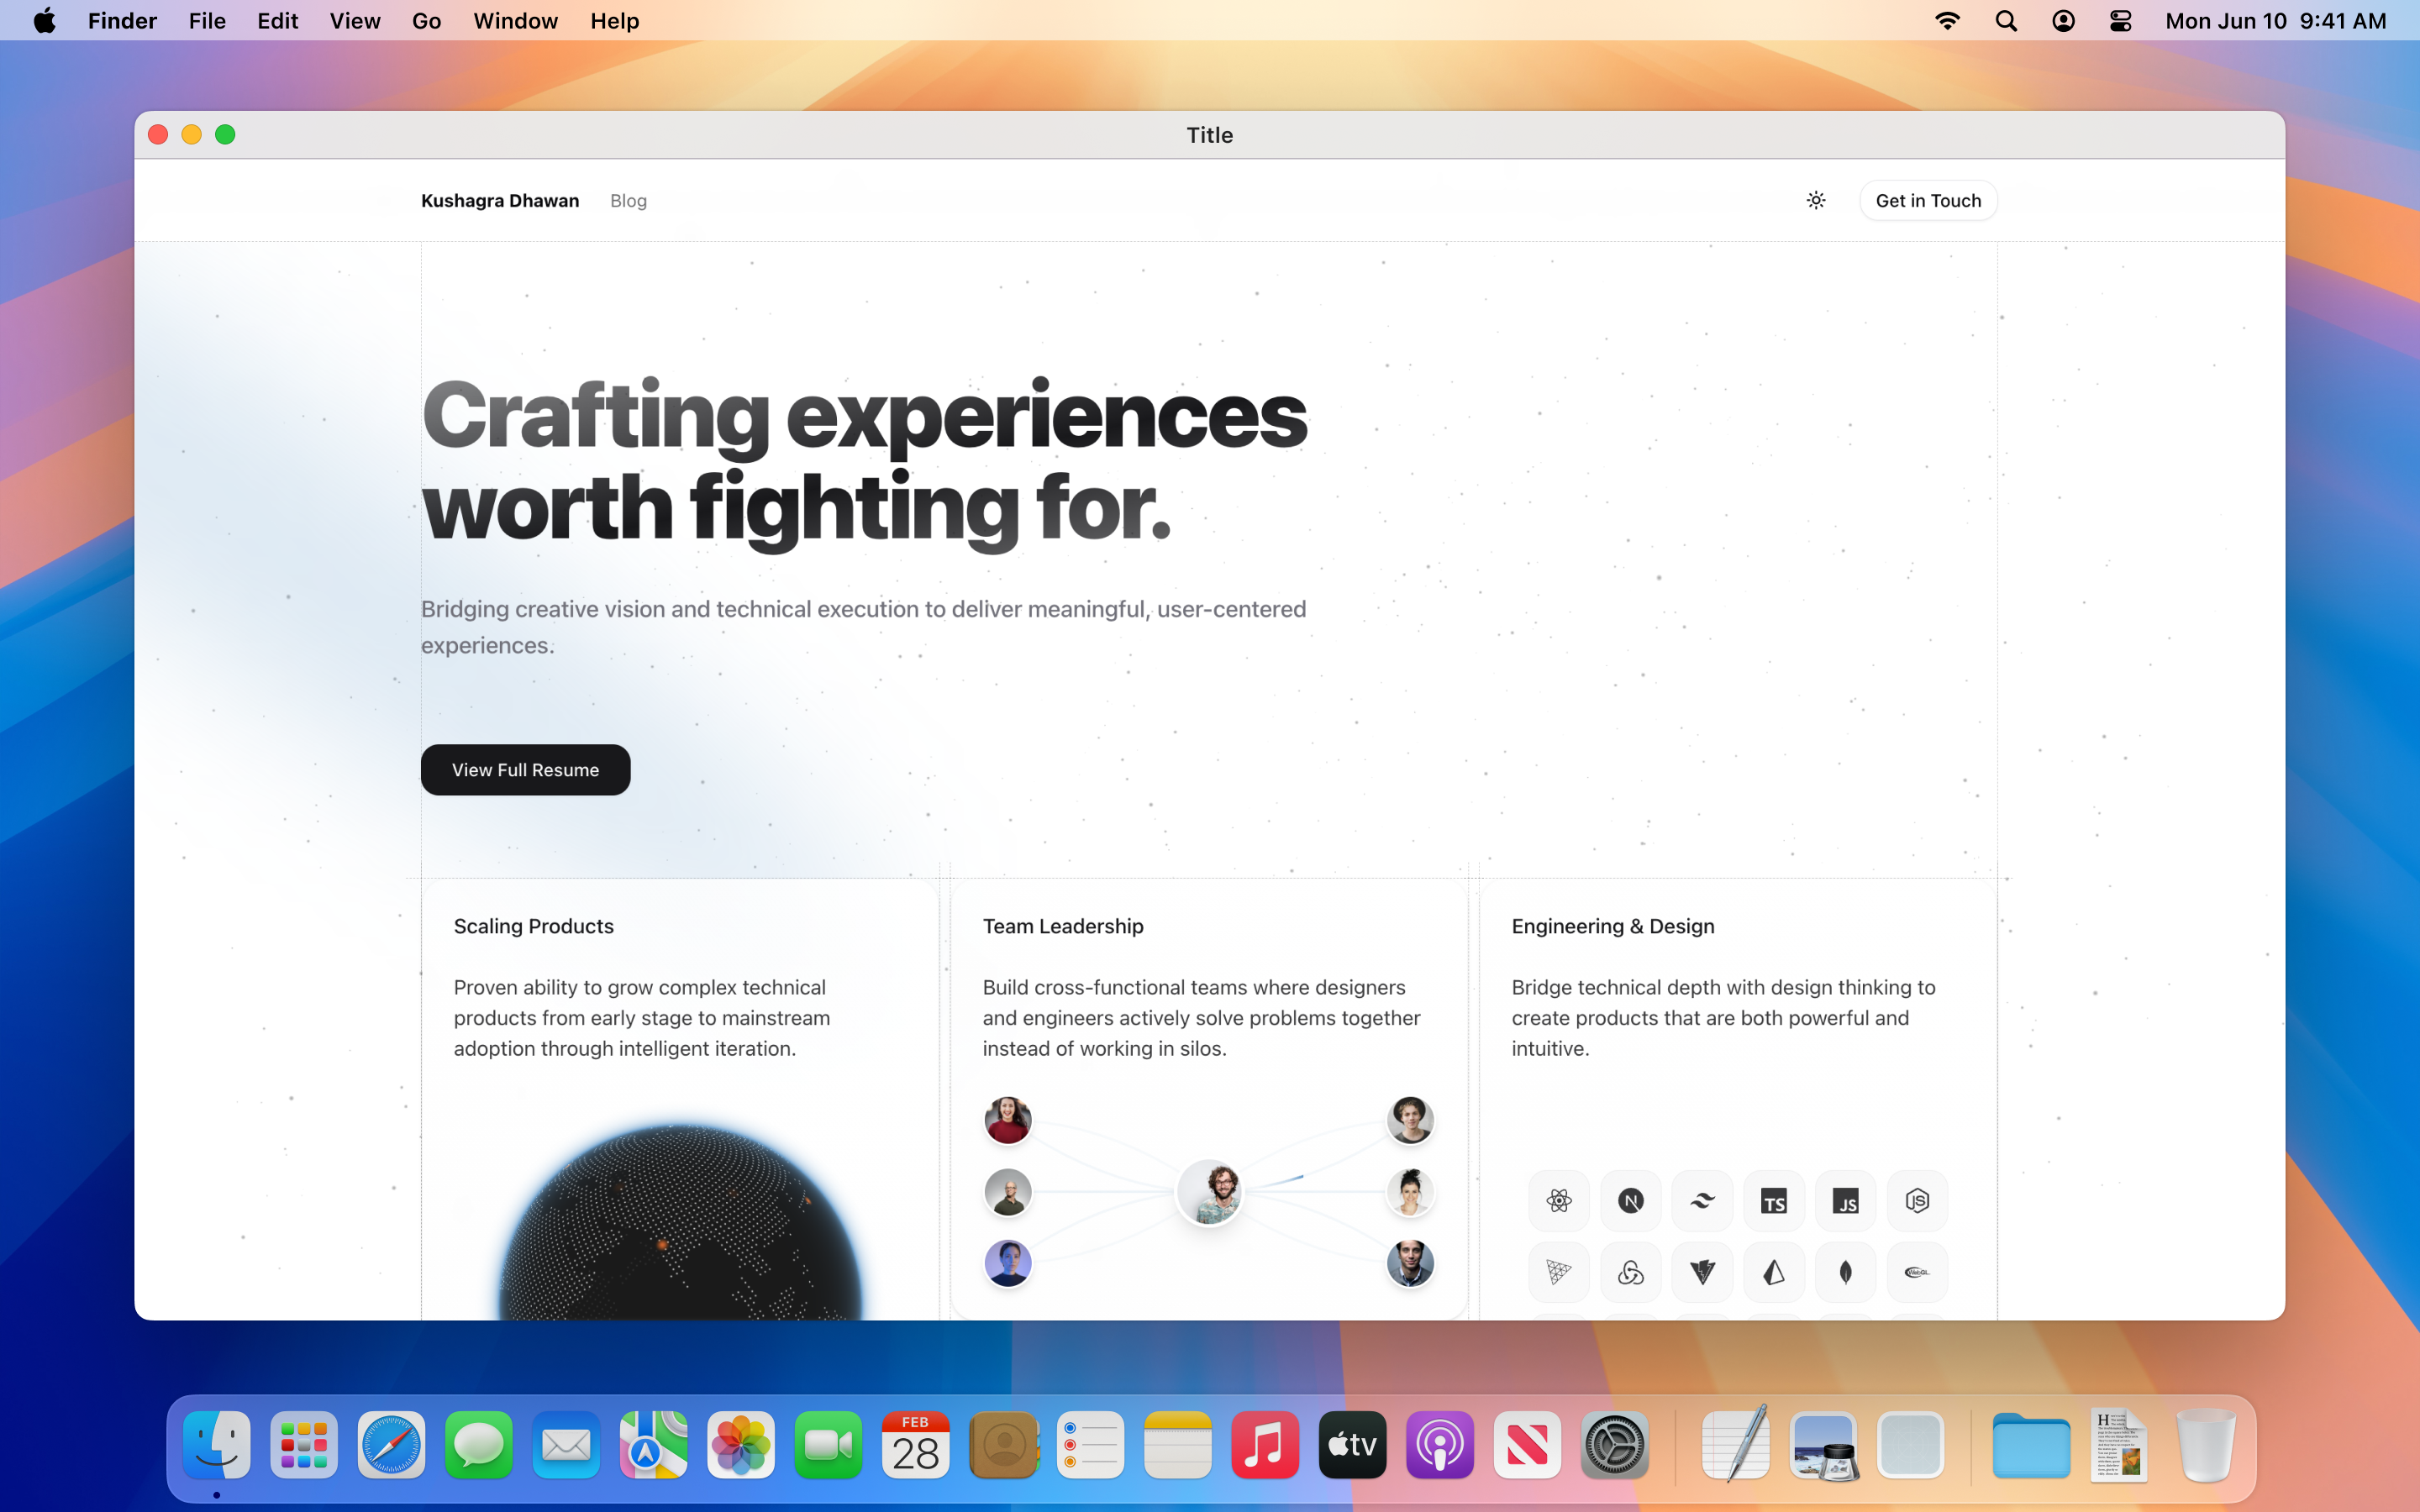 Finder File Edit View Go Window Help Mon Jun 10 9:41 AM
Title
Kushagra Dhawan Blog Get in Touch
Crafting experiences
worth fighting for.
Bridging creative vision and technical execution to deliver meaningful, user-centered
experiences.
View Full Resume
Scaling Products
Proven ability to grow complex technical
products from early stage to mainstream
adoption through intelligent iteration.
Team Leadership
Build cross-functional teams where designers
and engineers actively solve problems together
instead of working in silos.
Engineering & Design
Bridge technical depth with design thinking to
create products that are both powerful and
intuitive.
N TS JS JS
WebGL
FEB
28
tv